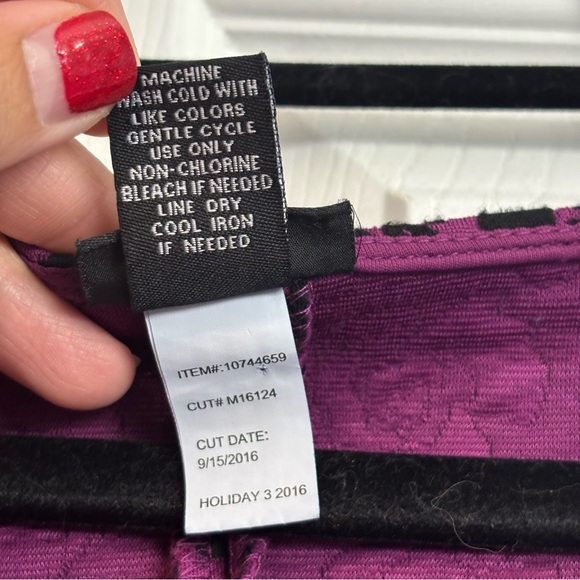 MACHINE
WASH COLD WITH
LIKE COLORS
GENTLE CYCLE
USE ONLY
NON-CHLORINE
BLEACH IF NEEDED
LINE DRY
COOL IRON
IF NEEDED
ITEM#:10744659
CUT# M16124
CUT DATE:
9/15/2016
HOLIDAY 3 2016